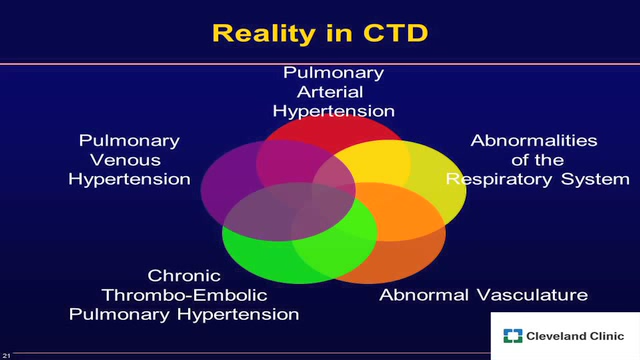 Reality in CTD
Pulmonary
Arterial
Hypertension
Pulmonary
Venous
Hypertension
Abnormalities
of the
Respiratory System
Chronic
Thrombo-Embolic
Pulmonary Hypertension
Abnormal Vasculature
21
Cleveland Clinic